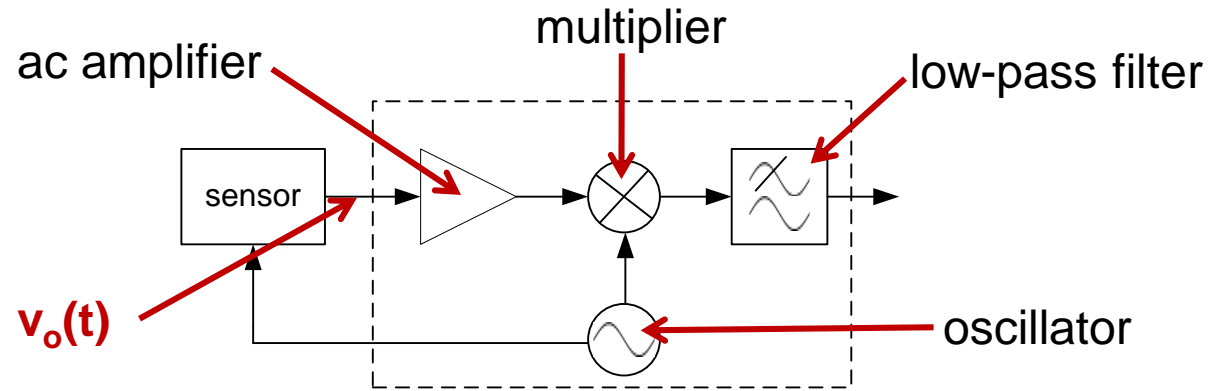 multiplier
ac amplifier
low-pass filter
sensor
vo(t)
oscillator